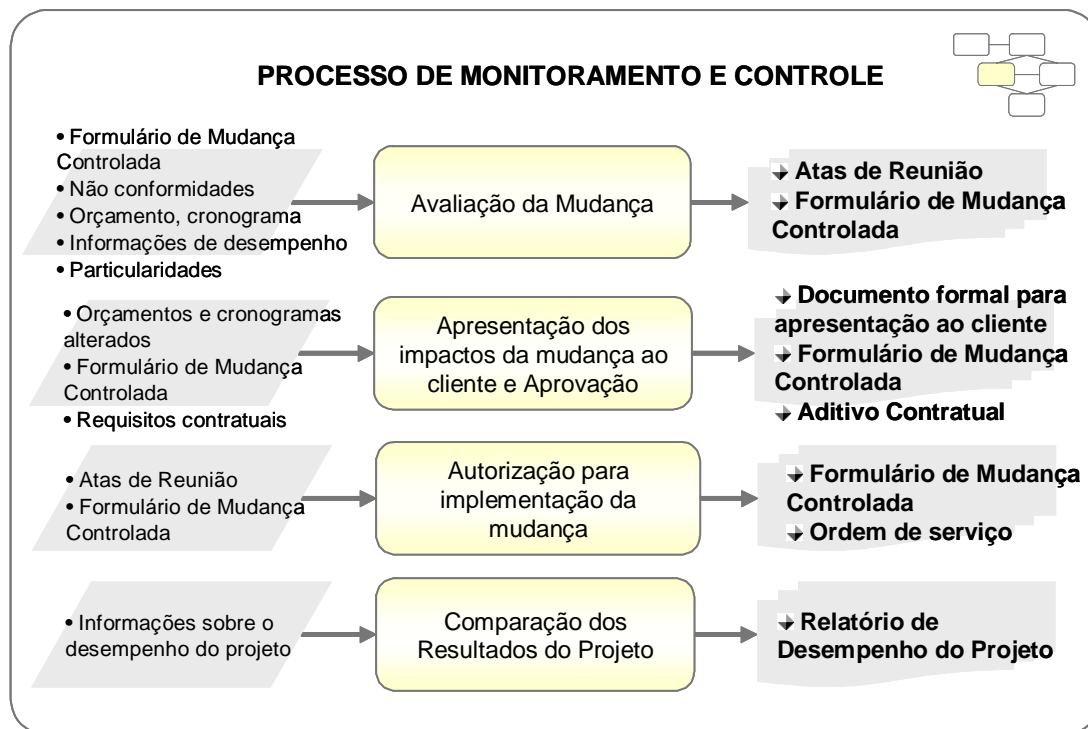 PROCESSO DE MONITORAMENTO E CONTROLE
• Formulário de Mudança
Controlada
• Não conformidades
• Orçamento, cronograma
• Informações de desempenho
• Particularidades
Avaliação da Mudança
Atas de Reunião
Formulário de Mudança
Controlada
• Orçamentos e cronogramas
alterados
• Formulário de Mudança
Controlada
• Requisitos contratuais
Apresentação dos
impactos da mudança ao
cliente e Aprovação
Documento formal para
apresentação ao cliente
Formulário de Mudança
Controlada
Aditivo Contratual
• Atas de Reunião
• Formulário de Mudança
Controlada
Autorização para
implementação da
mudança
Formulário de Mudança
Controlada
Ordem de serviço
• Informações sobre o
desempenho do projeto
Comparação dos
Resultados do Projeto
Relatório de
Desempenho do Projeto